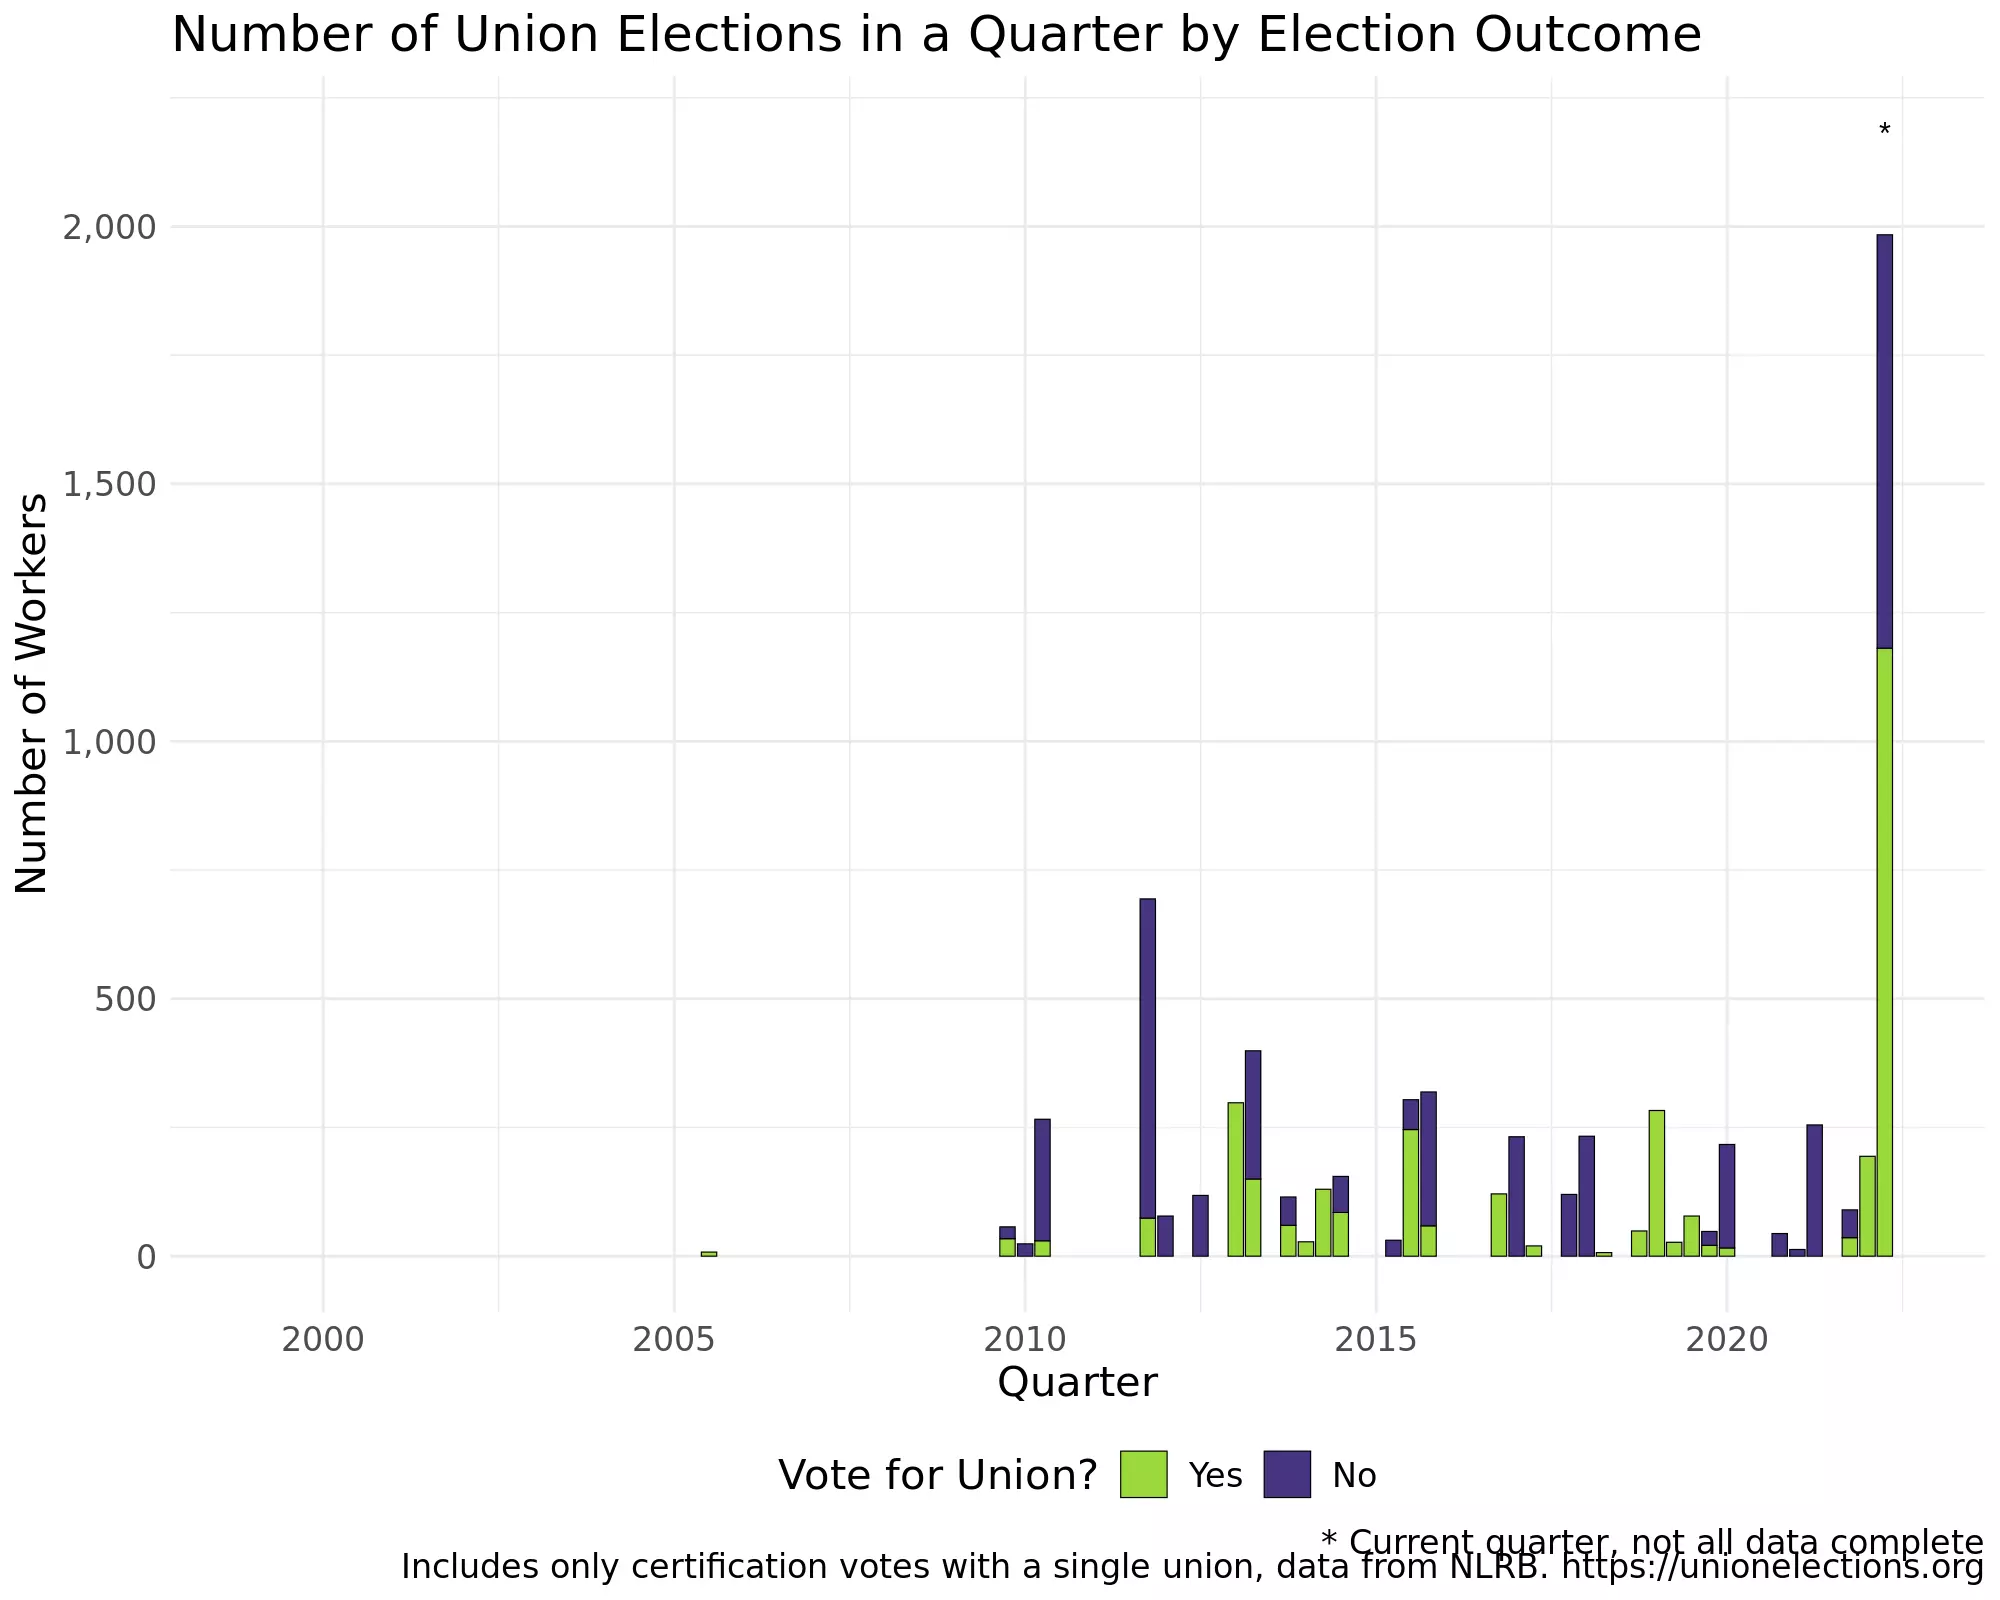 Number of Union Elections in a Quarter by Election Outcome
*
2,000
1,500
1,000
500
0
Number of Workers
2000 2005 2010 2015 2020
Quarter
Vote for Union? Yes No
* Current quarter, not all data complete
Includes only certification votes with a single union, data from NLRB. https://unionelections.org